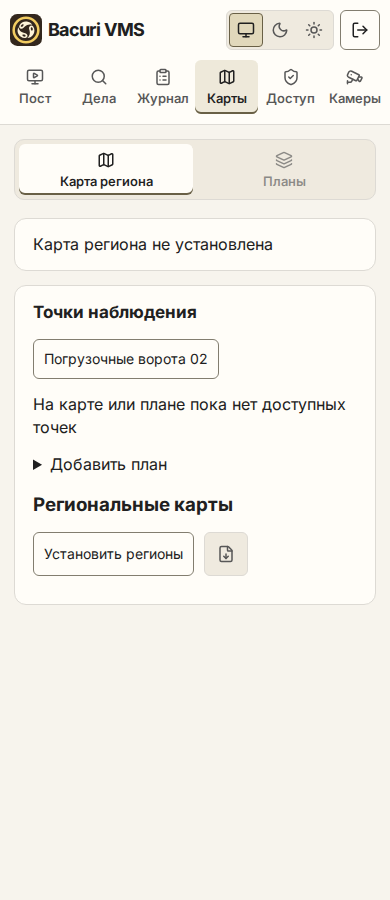 Bacuri VMS
Пост
Дела
Журнал
Карты
Доступ
Камеры
Карта региона
Планы
Карта региона не установлена
Точки наблюдения
Погрузочные ворота 02
На карте или плане пока нет доступных
точек
Добавить план
Региональные карты
Установить регионы